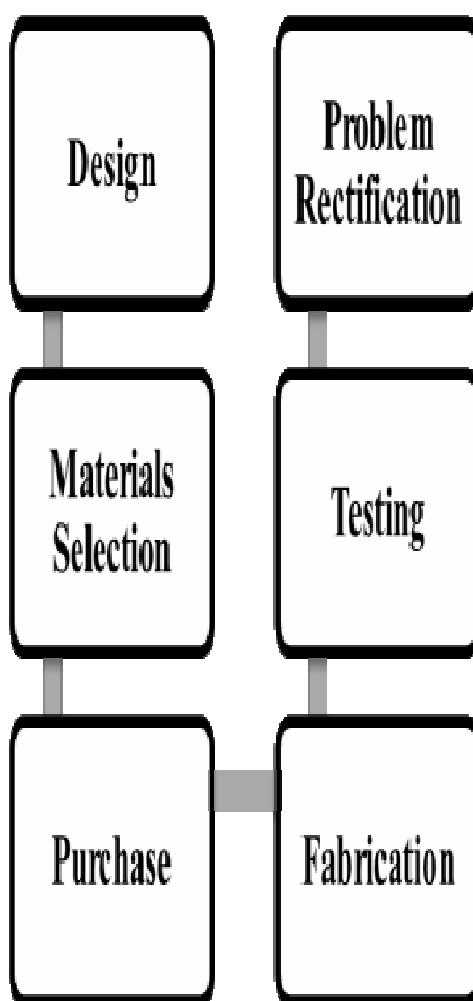 Design
Materials
Selection
Purchase
Fabrication
Testing
Problem
Rectification